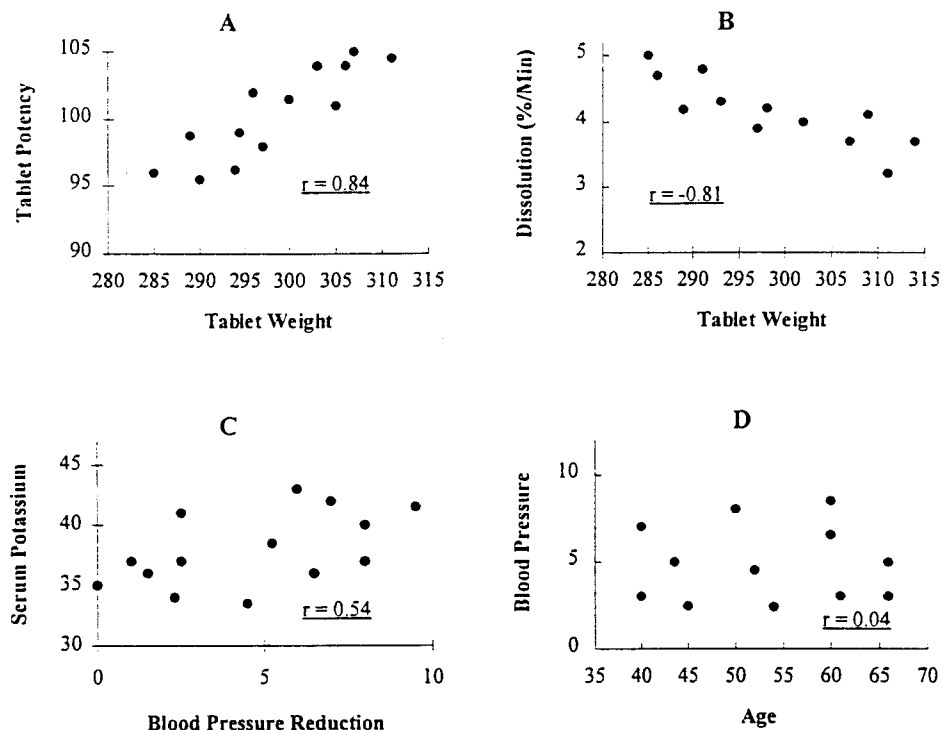 A
Tablet Potency
105
100
95
90
r = 0.84
280 285 290 295 300 305 310 315
Tablet Weight
B
Dissolution (%/Min)
5
4
3
2
r = -0.81
280 285 290 295 300 305 310 315
Tablet Weight
C
Serum Potassium
45
40
35
30
r = 0.54
0 5 10
Blood Pressure Reduction
D
Blood Pressure
10
5
0
r = 0.04
35 40 45 50 55 60 65 70
Age